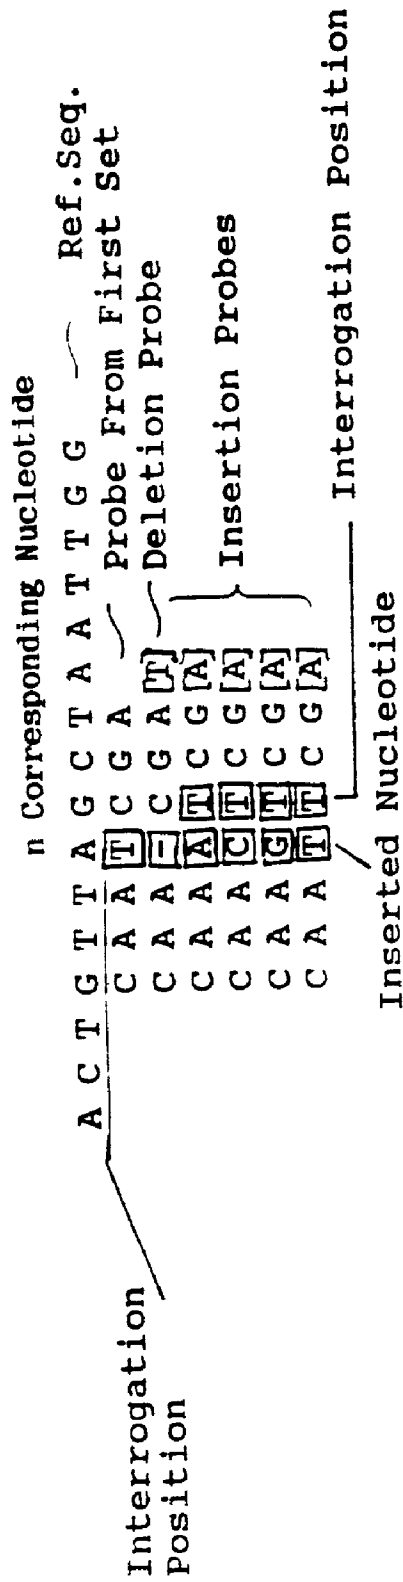 n Corresponding Nucleotide
A C T G T T A G C T A A T T G G Ref.Seq.
C A A T C G A Probe From First Set
C A A - C G A [T] Deletion Probe
C A A A T C G [A]
C A A C T C G [A] Insertion Probes
C A A G T C G [A]
C A A T T C G [A]
Interrogation
Position
Interrogation Position
Inserted Nucleotide